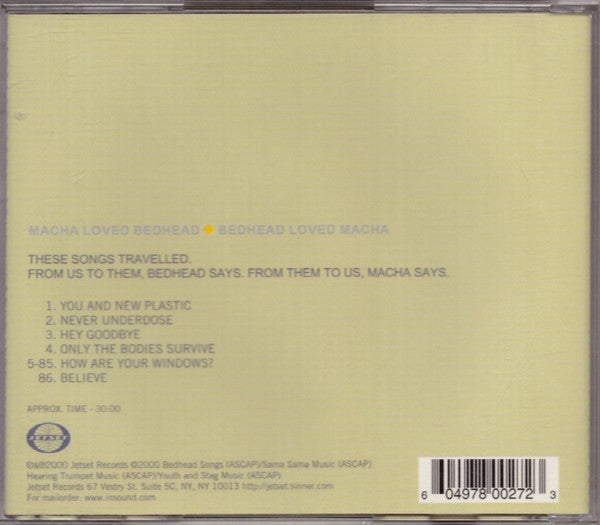 MACHA LOVED BEDHEAD ● BEDHEAD LOVED MACHA
THESE SONGS TRAVELLED.
FROM US TO THEM, BEDHEAD SAYS. FROM THEM TO US, MACHA SAYS.
1. YOU AND NEW PLASTIC
2. NEVER UNDERDOSE
3. HEY GOODBYE
4. ONLY THE BODIES SURVIVE
5-85. HOW ARE YOUR WINDOWS?
86. BELIEVE
APPROX. TIME - 30:00
JETSET
©&℗2000 Jetset Records ©2000 Bedhead Songs (ASCAP)/Sama Sama Music (ASCAP)
Hearing Trumpet Music (ASCAP)/Youth and Stag Music (ASCAP)
Jetset Records 67 Vestry St. Suite 5C, NY, NY 10013 http://jetset.sinner.com
For mailorder: www.insound.com
6 04978 00272 3